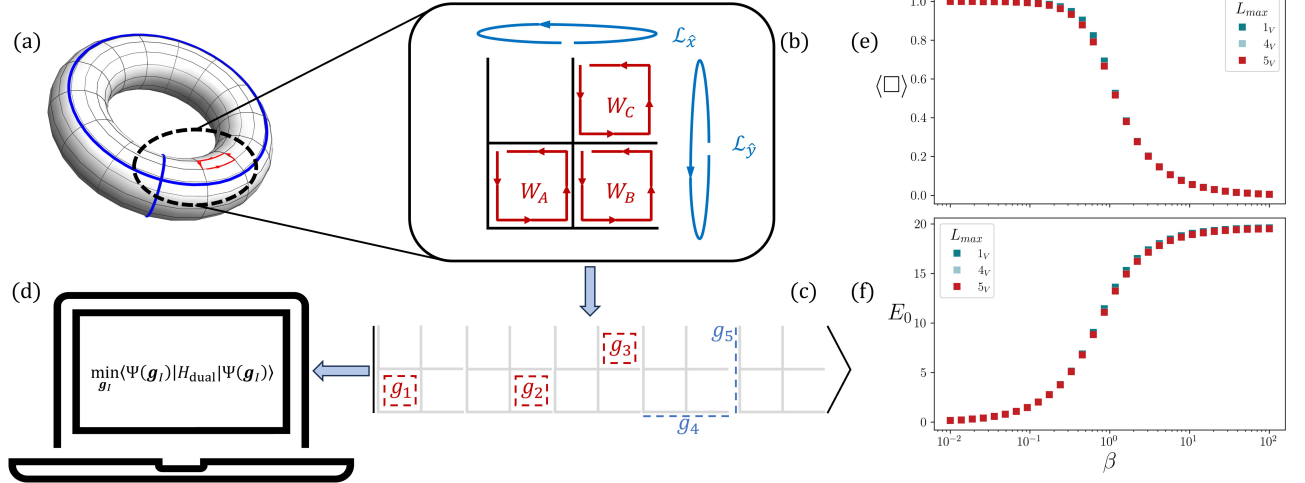 (a)
(b)
ℒ_x̂
ℒ_ŷ
W_C
W_A
W_B
(c)
g_1
g_2
g_3
g_4
g_5
(d)
min⟨Ψ(𝒈_I)|H_dual|Ψ(𝒈_I)⟩
𝒈_I
(e)
⟨□⟩
1.0
0.8
0.6
0.4
0.2
0.0
L_max
1_V
4_V
5_V
(f)
E_0
20
15
10
5
0
L_max
1_V
4_V
5_V
10^−2
10^−1
10^0
10^1
10^2
β